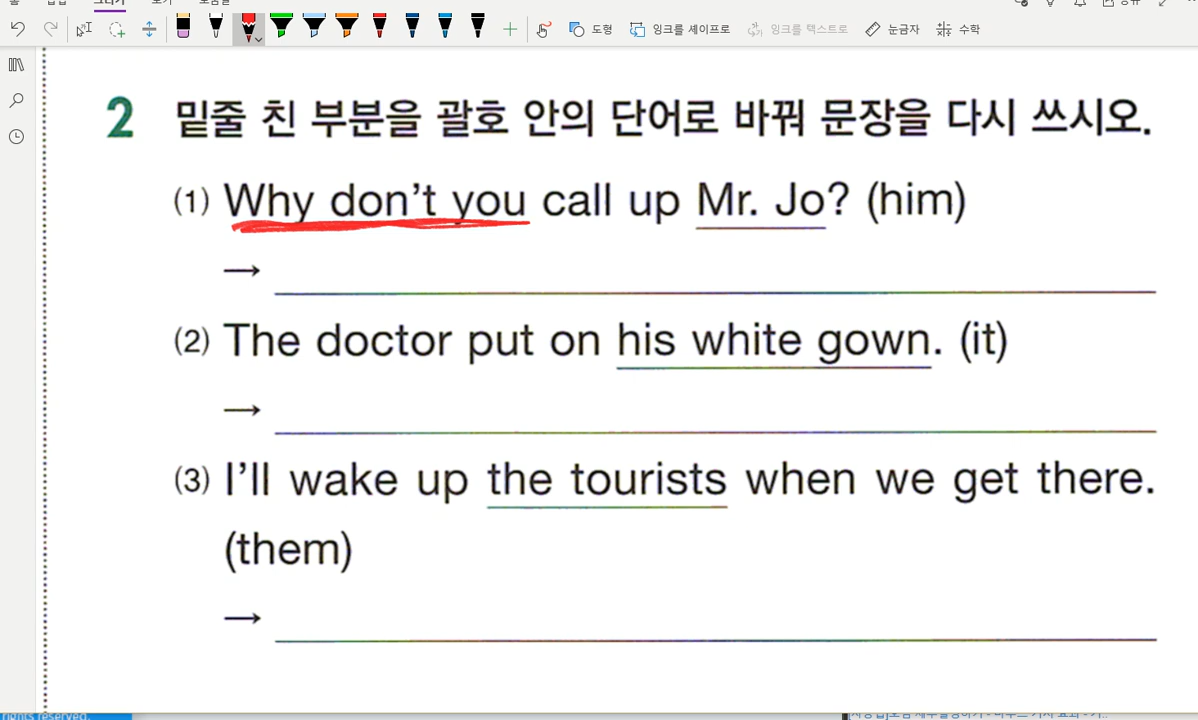 도형
잉크를 셰이프로
잉크를 텍스트로
눈금자
수학
2 밑줄 친 부분을 괄호 안의 단어로 바꿔 문장을 다시 쓰시오.
(1) Why don't you call up Mr. Jo? (him)
→
(2) The doctor put on his white gown. (it)
→
(3) I'll wake up the tourists when we get there.
(them)
→
rights reserved.